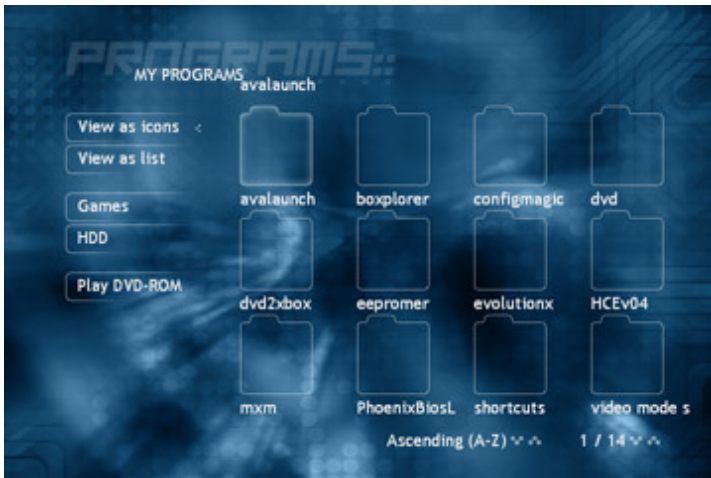 PROGRAMS::
MY PROGRAMS
avalaunch
View as icons
View as list
Games
HDD
Play DVD-ROM
avalaunch boxplorer configmagic dvd
dvd2xbox eepromer evolutionx HCEv04
mxm PhoenixBiosL shortcuts video mode s
Ascending (A-Z) 1 / 14